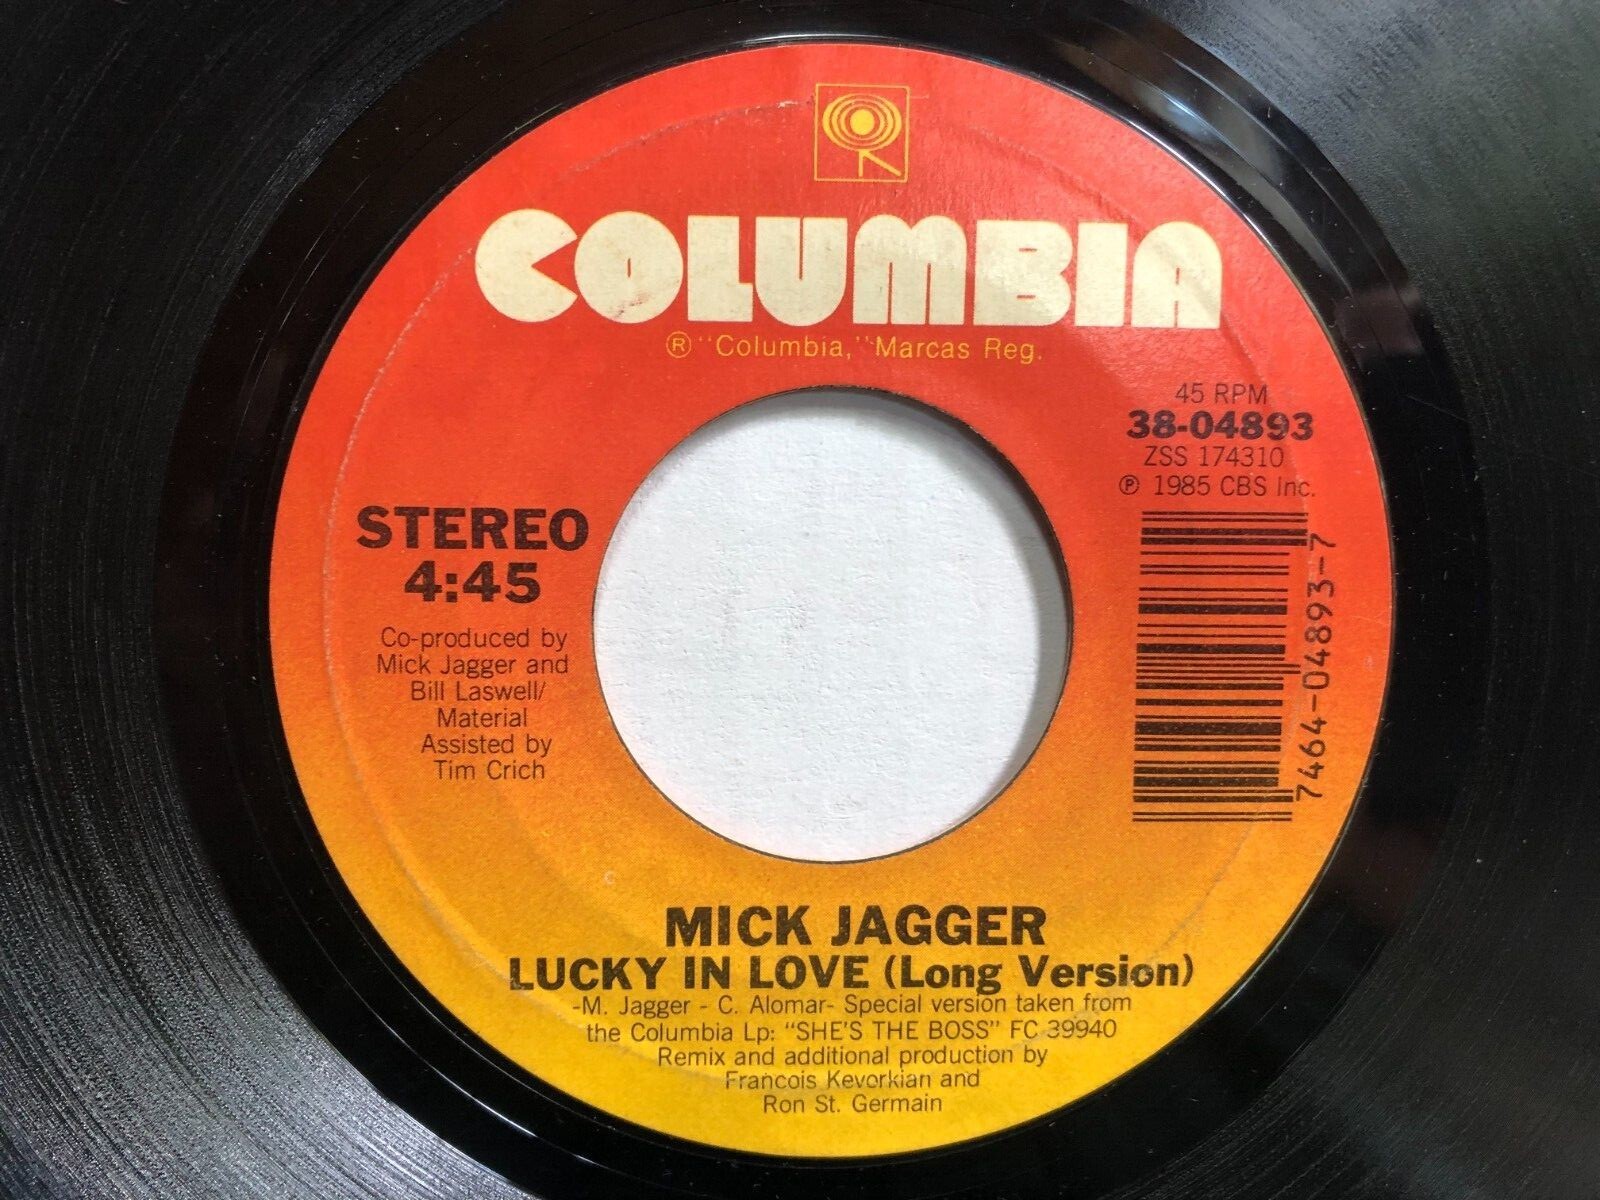 COLUMBIA
® "Columbia," Marcas Reg.
45 RPM
38-04893
ZSS 174310
℗ 1985 CBS Inc.
7464-04893-7
STEREO
4:45
Co-produced by
Mick Jagger and
Bill Laswell/
Material
Assisted by
Tim Crich
MICK JAGGER
LUCKY IN LOVE (Long Version)
-M. Jagger - C. Alomar- Special version taken from
the Columbia Lp: "SHE'S THE BOSS" FC 39940
Remix and additional production by
Francois Kevorkian and
Ron St. Germain